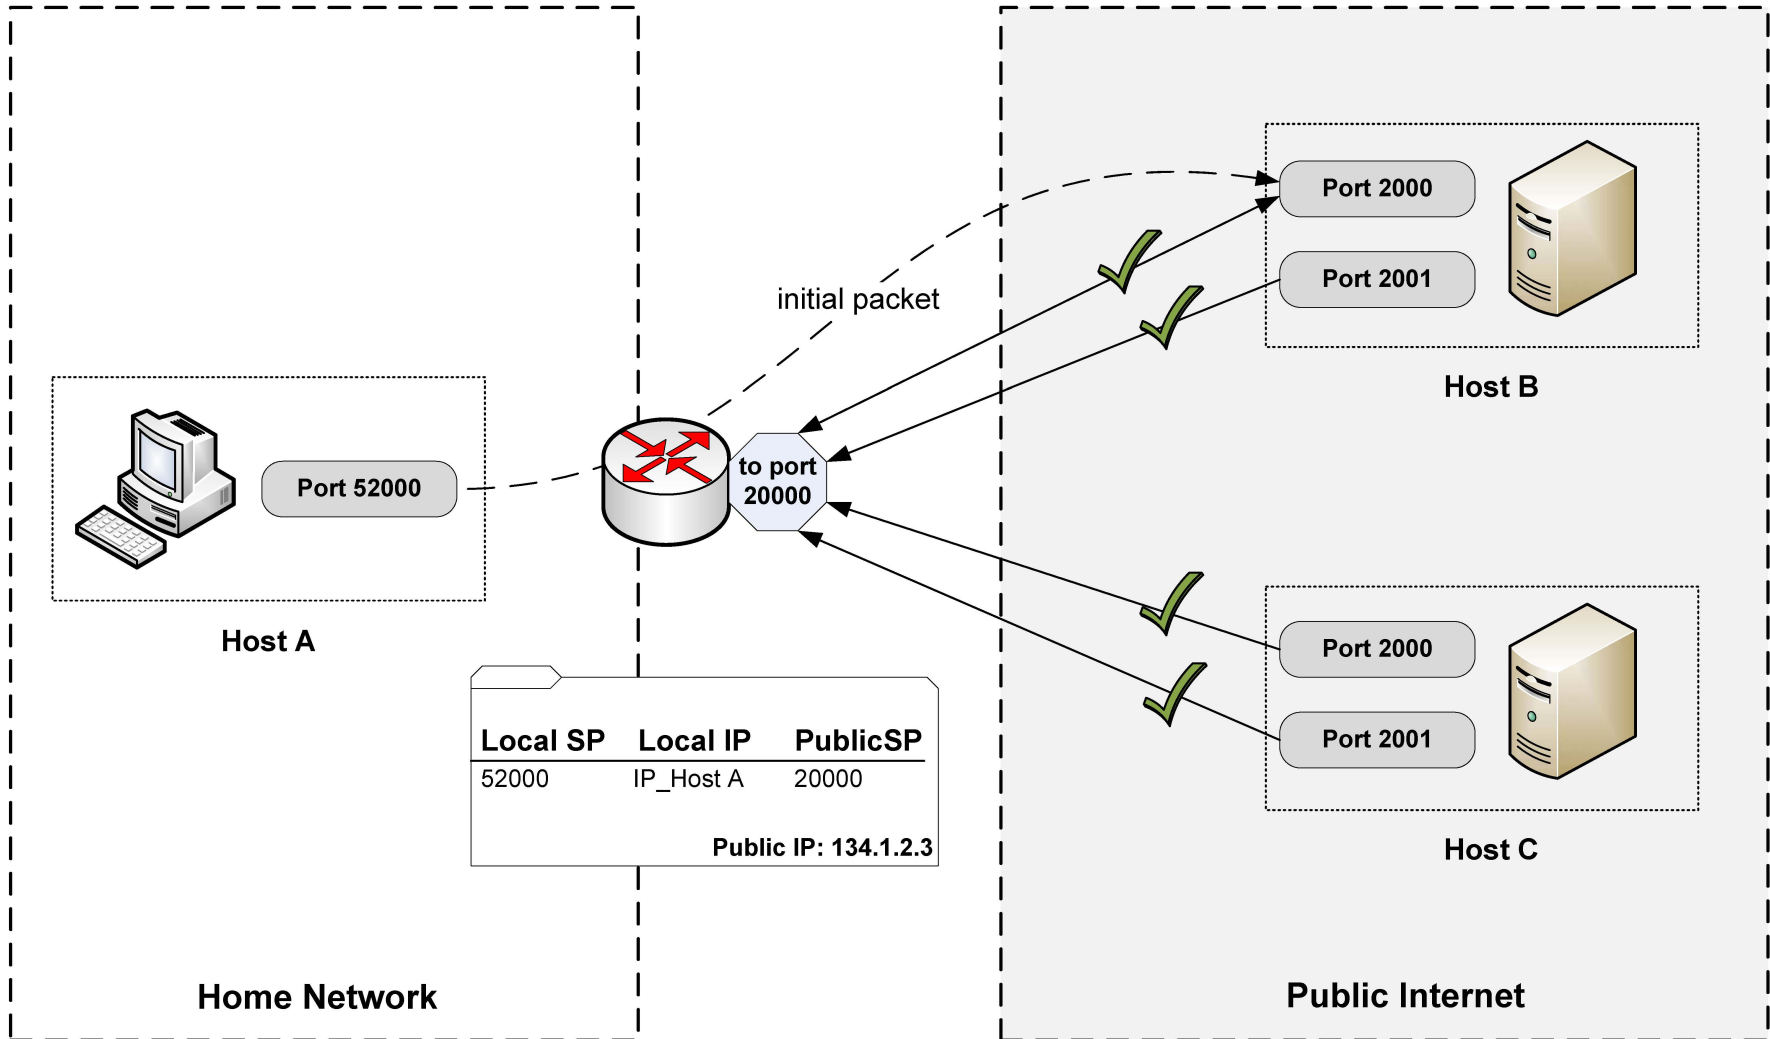 Port 2000
Port 2001
Host B
initial packet
Port 52000
to port
20000
Host A
Port 2000
Port 2001
Host C
Local SP Local IP PublicSP
52000 IP_Host A 20000
Public IP: 134.1.2.3
Home Network
Public Internet